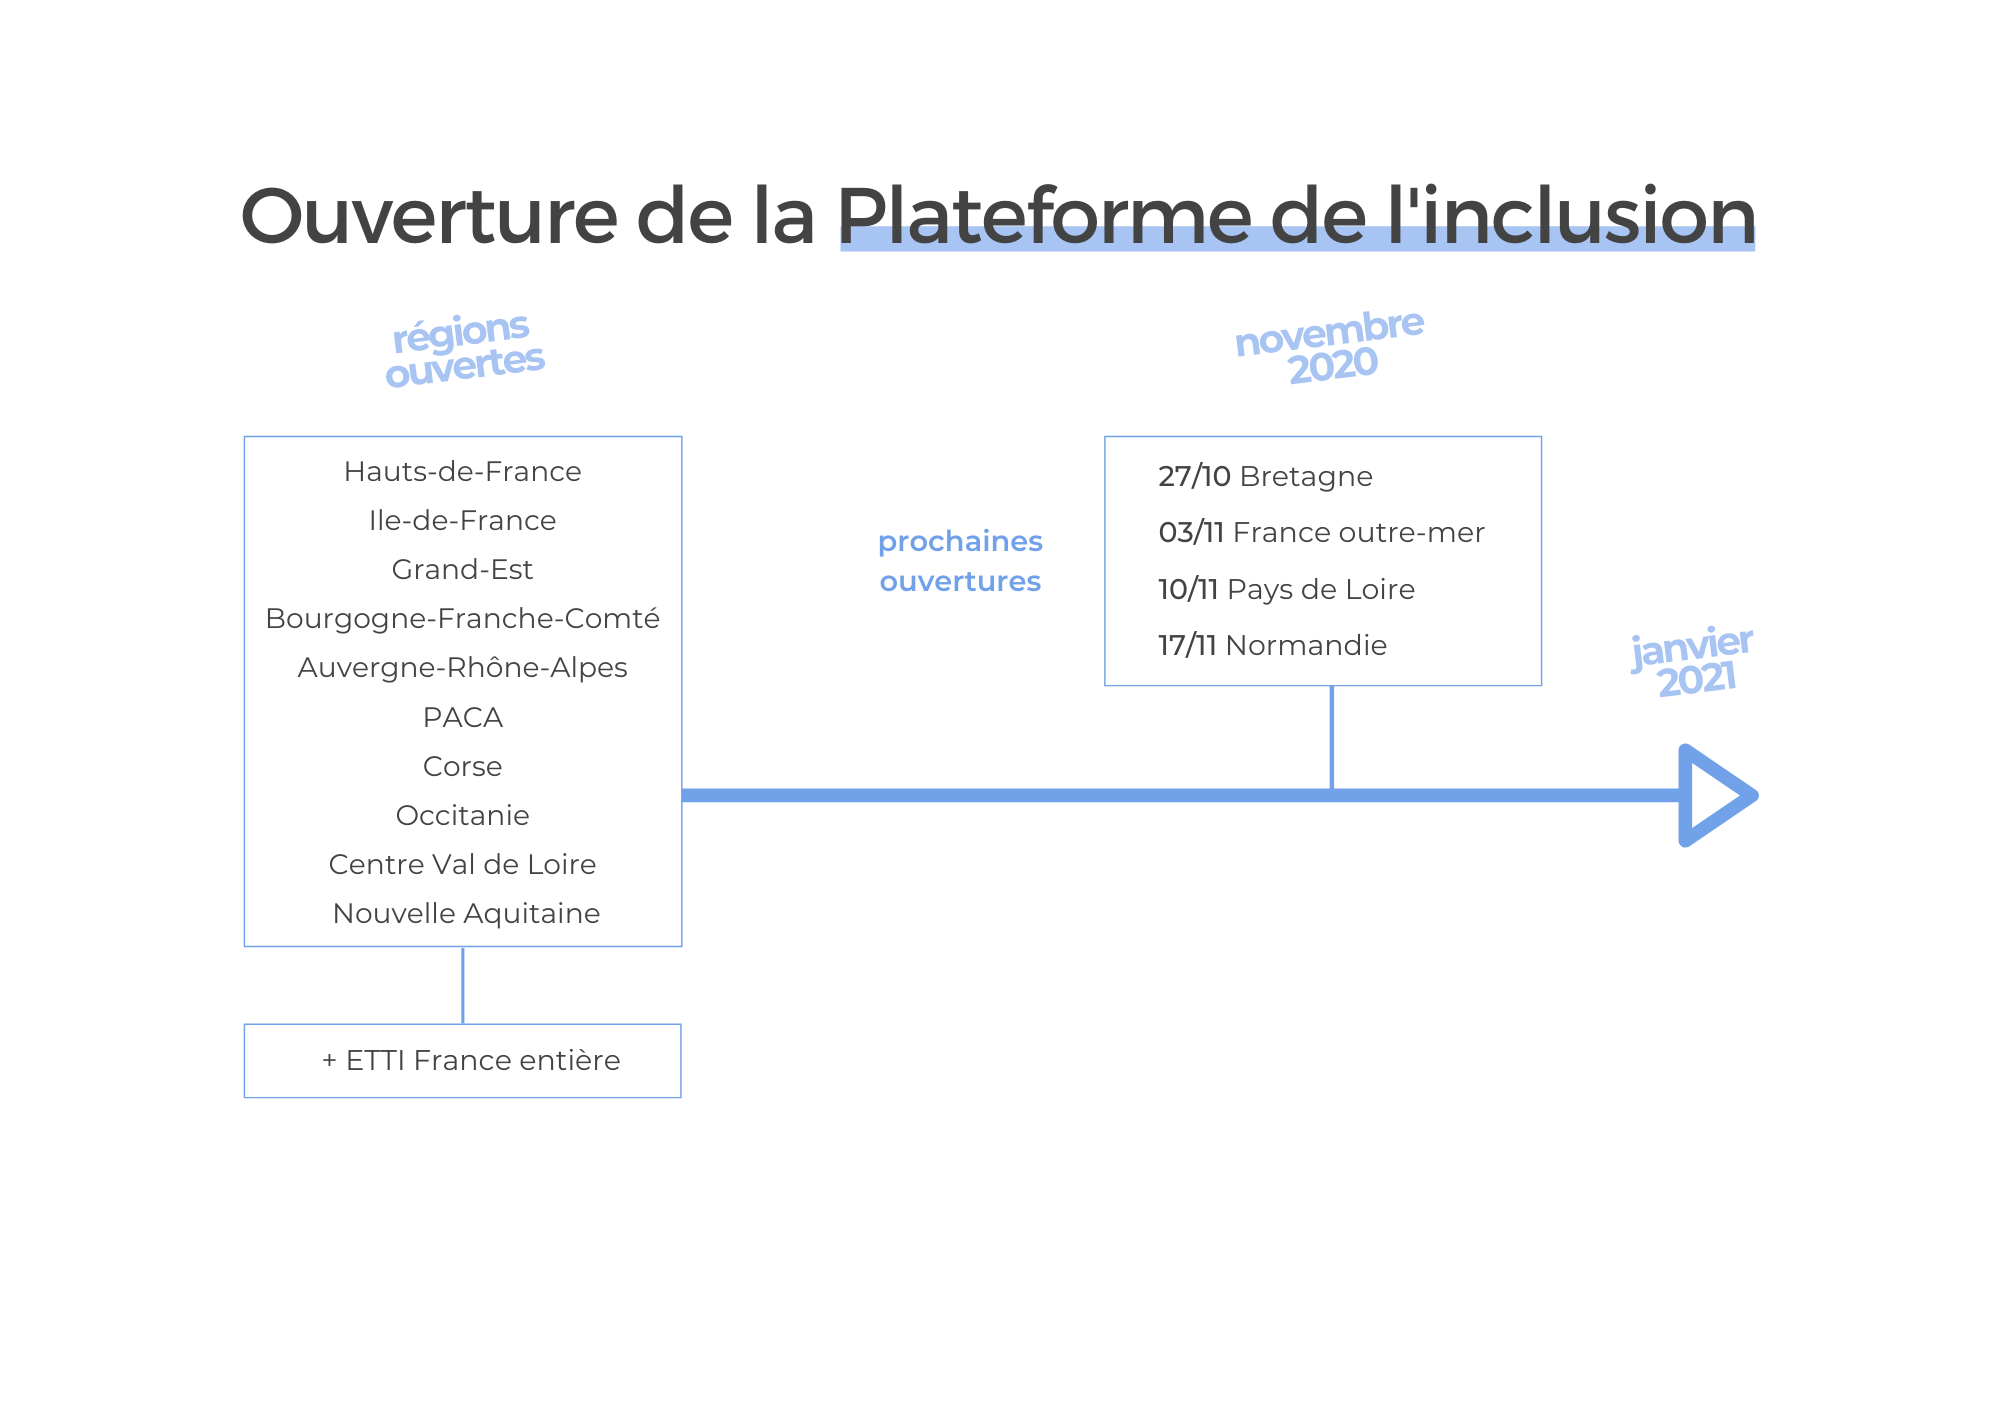 Ouverture de la Plateforme de l'inclusion
régions
ouvertes
Hauts-de-France
Ile-de-France
Grand-Est
Bourgogne-Franche-Comté
Auvergne-Rhône-Alpes
PACA
Corse
Occitanie
Centre Val de Loire
Nouvelle Aquitaine
+ ETTI France entière
prochaines
ouvertures
novembre
2020
27/10 Bretagne
03/11 France outre-mer
10/11 Pays de Loire
17/11 Normandie
janvier
2021